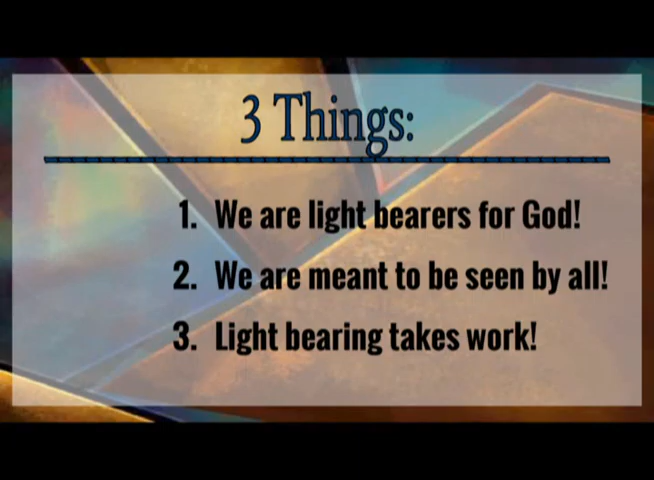 3 Things:
1. We are light bearers for God!
2. We are meant to be seen by all!
3. Light bearing takes work!